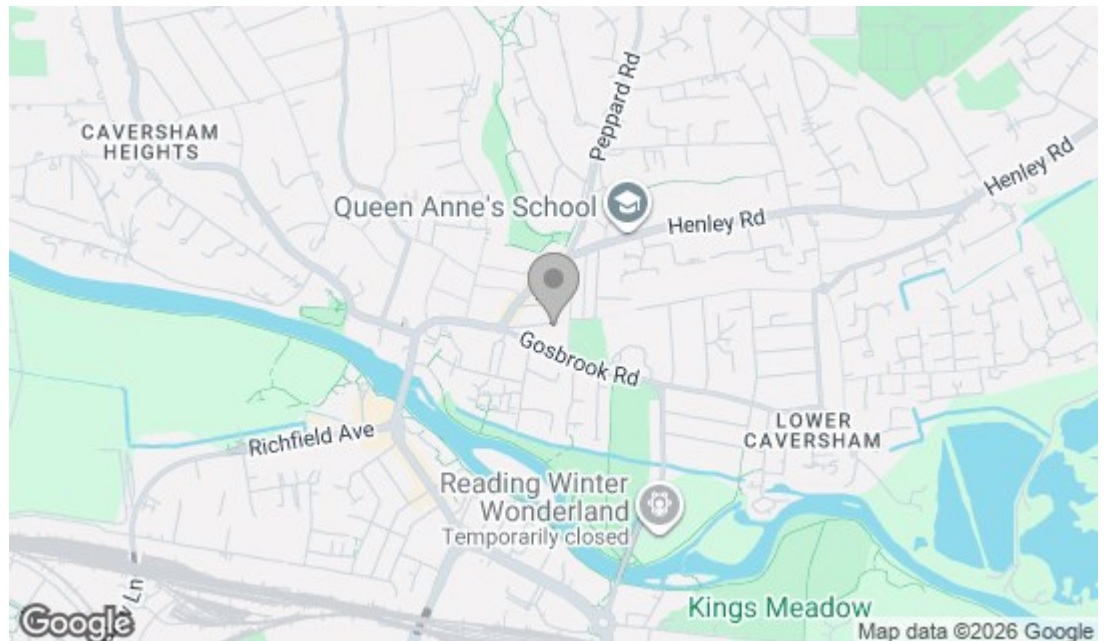 Peppard Rd
CAVERSHAM
HEIGHTS
Henley Rd
Queen Anne's School
Henley Rd
Gosbrook Rd
LOWER
CAVERSHAM
Richfield Ave
Reading Winter
Wonderland
Temporarily closed
Ln
Kings Meadow
Google
Map data ©2026 Google